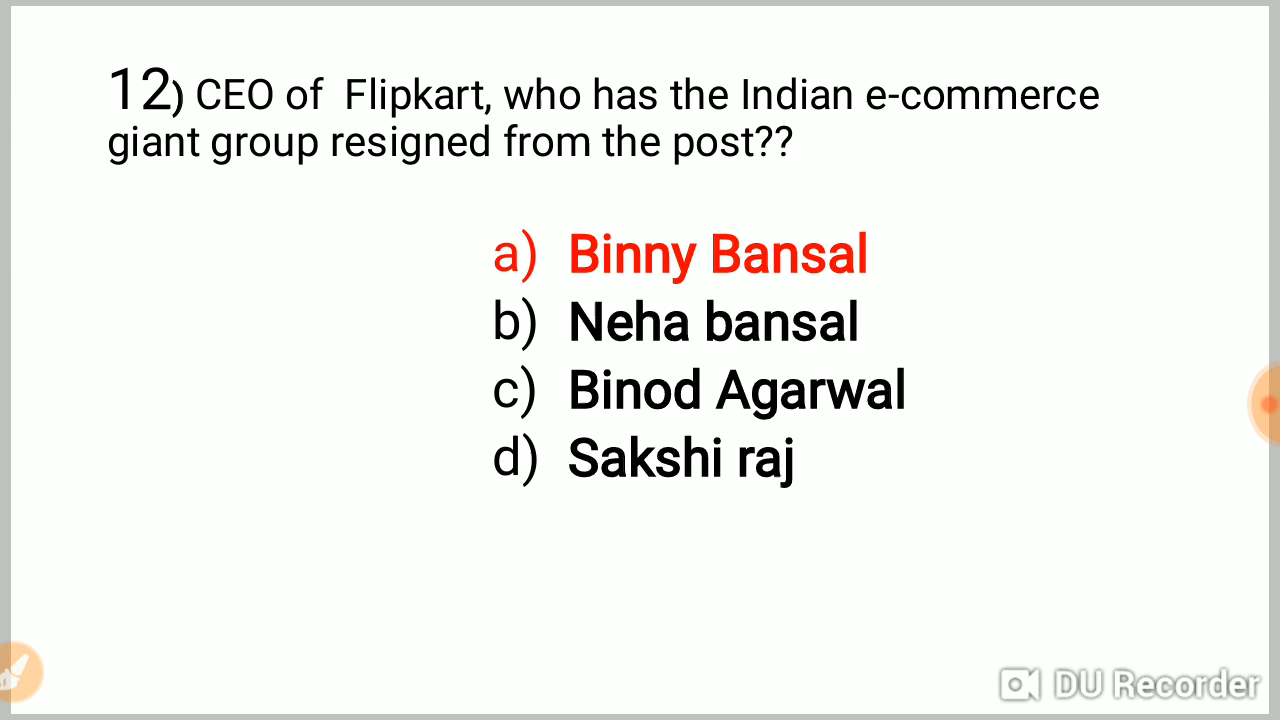 12) CEO of Flipkart, who has the Indian e-commerce
giant group resigned from the post??
a) Binny Bansal
b) Neha bansal
c) Binod Agarwal
d) Sakshi raj
DU Recorder